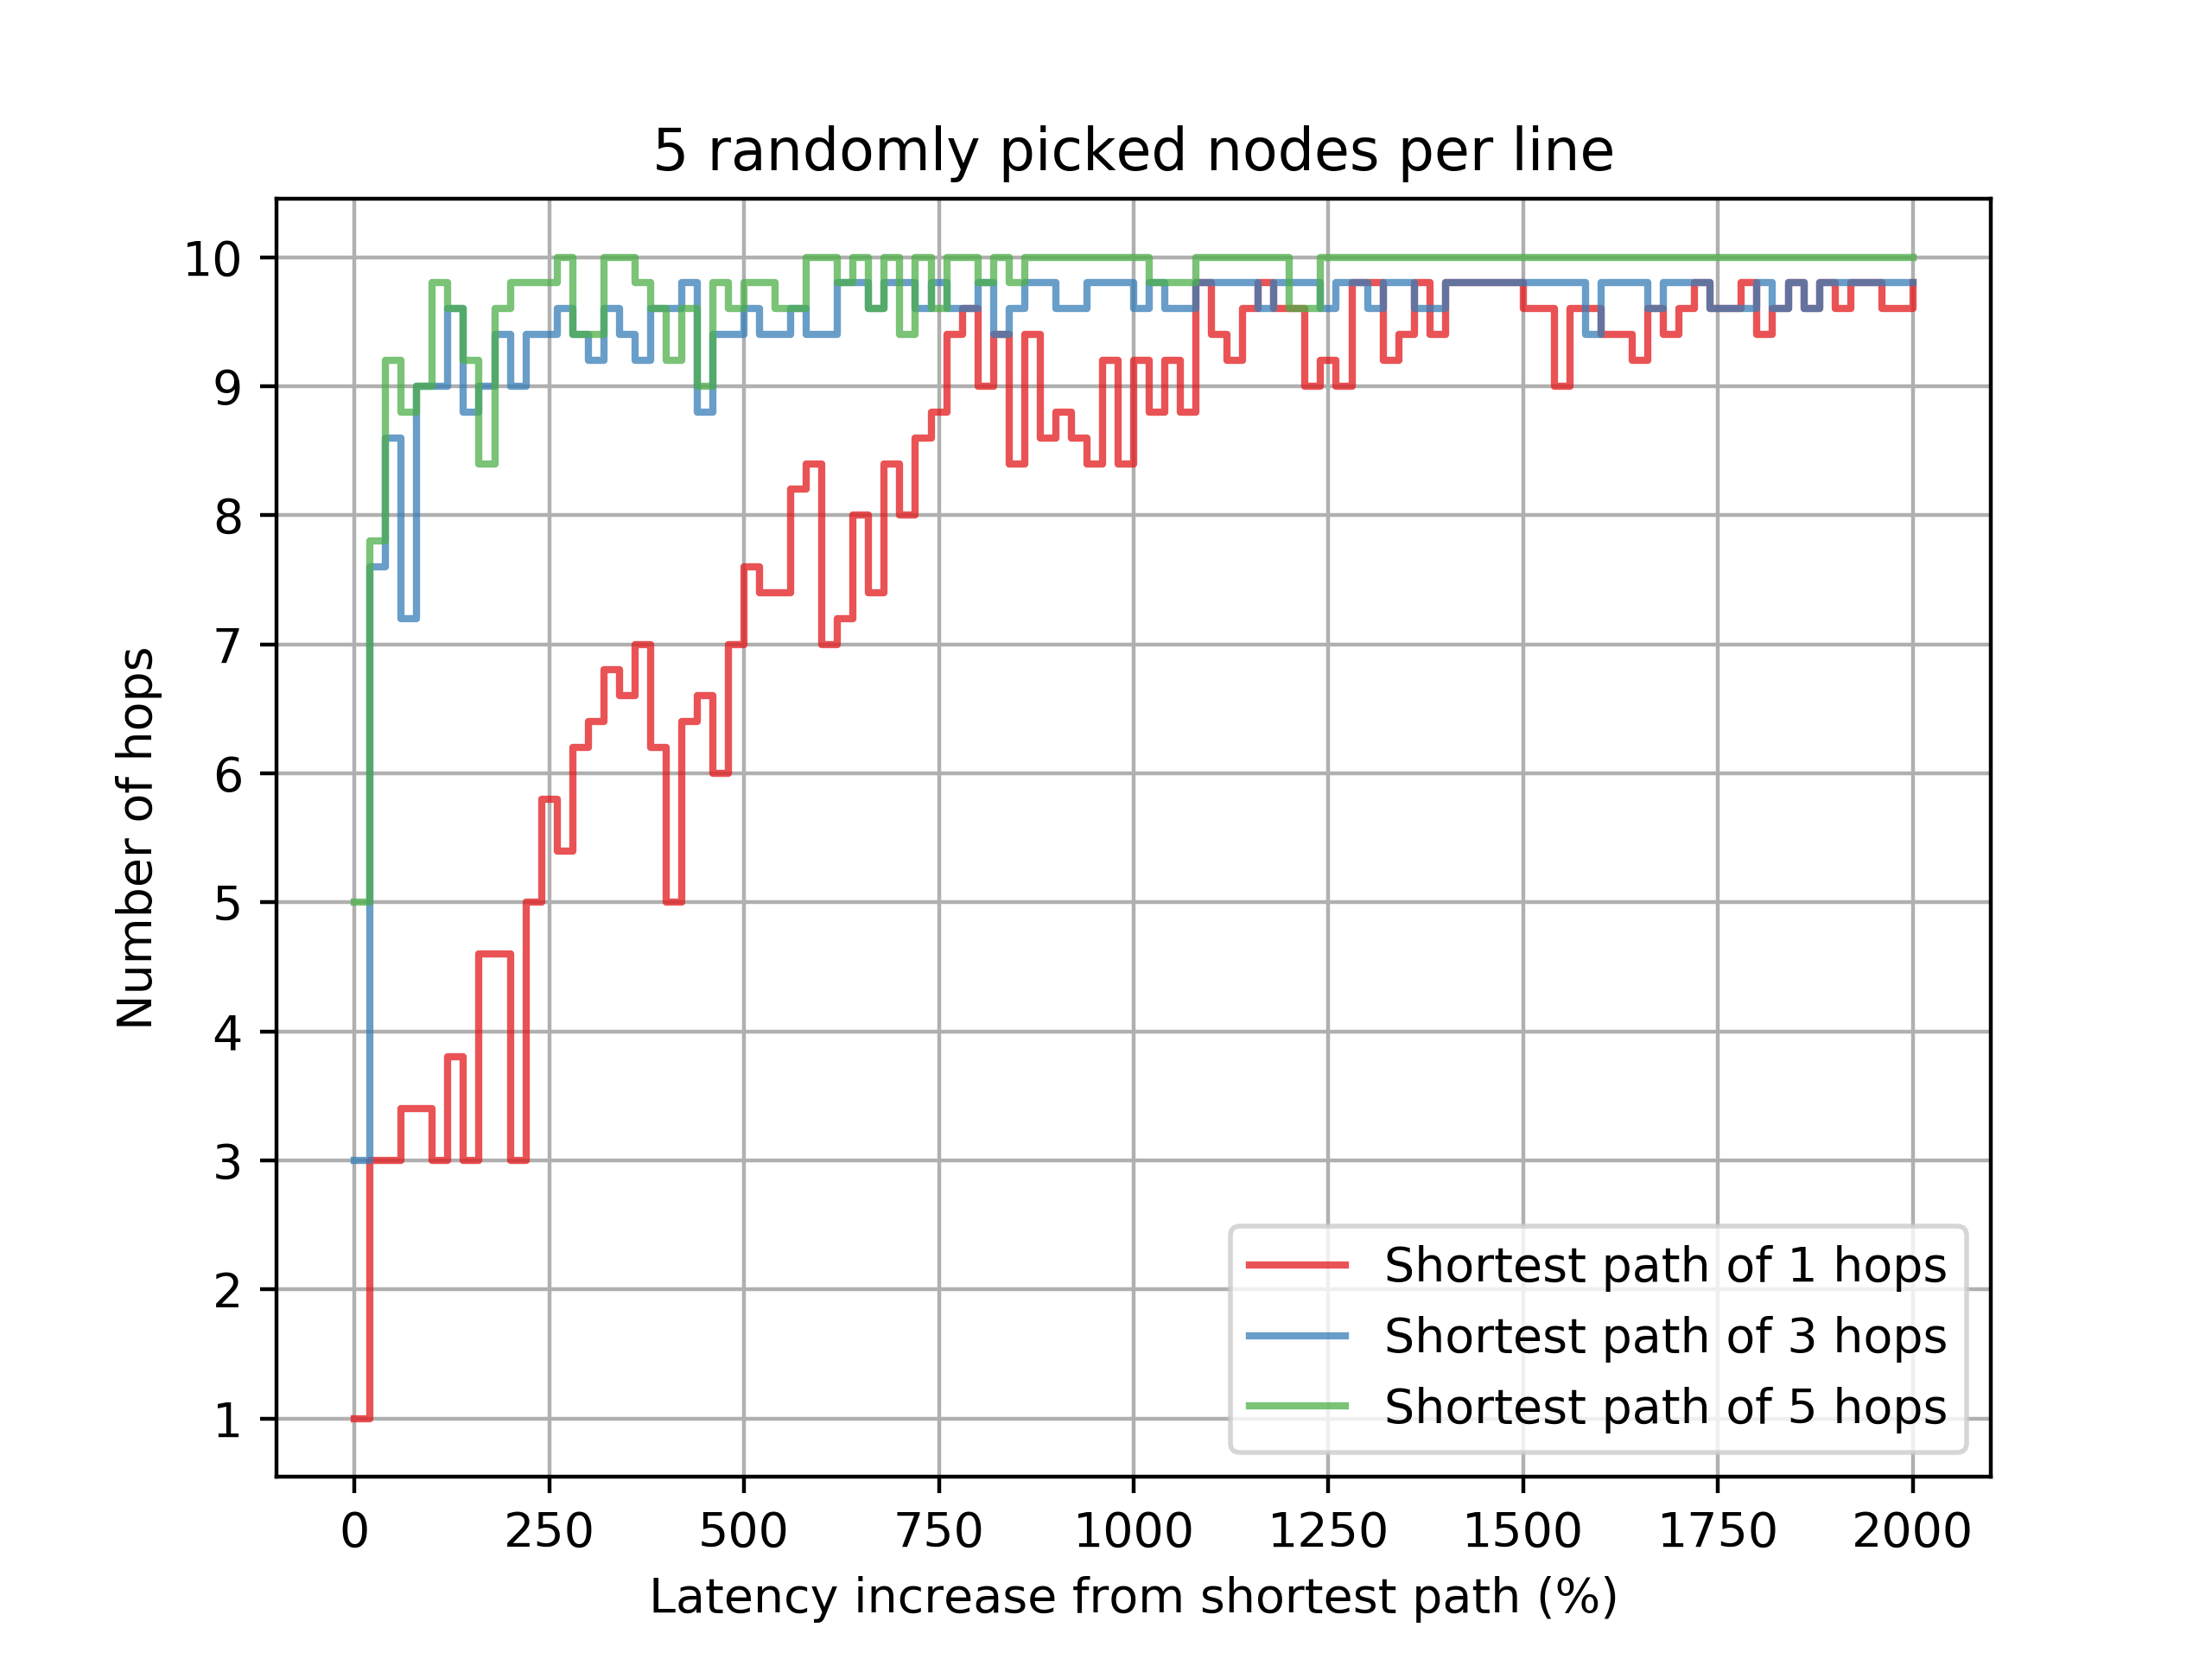 5 randomly picked nodes per line
Number of hops
10
9
8
7
6
5
4
3
2
1
Shortest path of 1 hops
Shortest path of 3 hops
Shortest path of 5 hops
0 250 500 750 1000 1250 1500 1750 2000
Latency increase from shortest path (%)